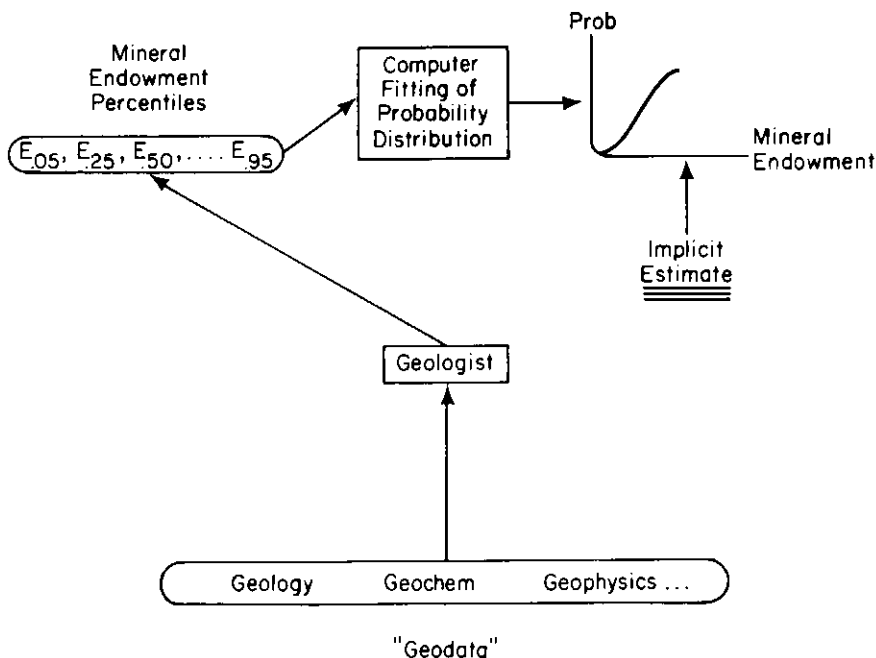 Mineral
Endowment
Percentiles
E.05, E.25, E.50, .... E.95
Computer
Fitting of
Probability
Distribution
Prob
Mineral
Endowment
Implicit
Estimate
Geologist
Geology Geochem Geophysics ...
"Geodata"